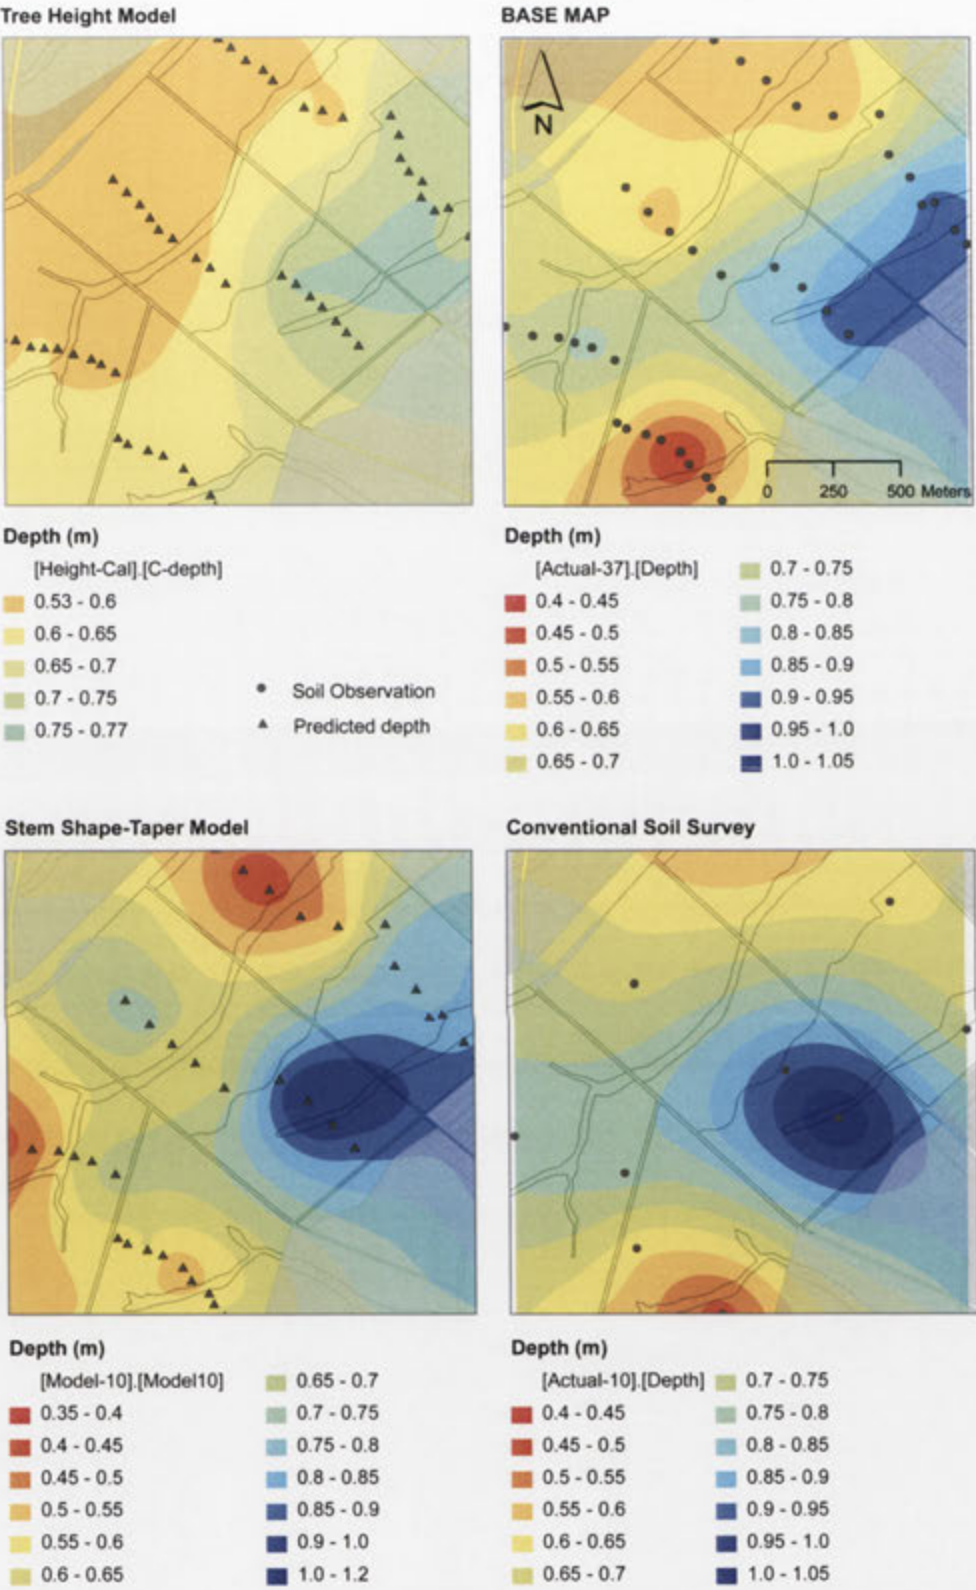 Tree Height Model
BASE MAP
N
0 250 500 Meters
Depth (m)
[Height-Cal].[C-depth]
0.53 - 0.6
0.6 - 0.65
0.65 - 0.7
0.7 - 0.75
0.75 - 0.77
Soil Observation
Predicted depth
Depth (m)
[Actual-37].[Depth]
0.4 - 0.45
0.45 - 0.5
0.5 - 0.55
0.55 - 0.6
0.6 - 0.65
0.65 - 0.7
0.7 - 0.75
0.75 - 0.8
0.8 - 0.85
0.85 - 0.9
0.9 - 0.95
0.95 - 1.0
1.0 - 1.05
Stem Shape-Taper Model
Conventional Soil Survey
Depth (m)
[Model-10].[Model10]
0.35 - 0.4
0.4 - 0.45
0.45 - 0.5
0.5 - 0.55
0.55 - 0.6
0.6 - 0.65
0.65 - 0.7
0.7 - 0.75
0.75 - 0.8
0.8 - 0.85
0.85 - 0.9
0.9 - 1.0
1.0 - 1.2
Depth (m)
[Actual-10].[Depth]
0.4 - 0.45
0.45 - 0.5
0.5 - 0.55
0.55 - 0.6
0.6 - 0.65
0.65 - 0.7
0.7 - 0.75
0.75 - 0.8
0.8 - 0.85
0.85 - 0.9
0.9 - 0.95
0.95 - 1.0
1.0 - 1.05